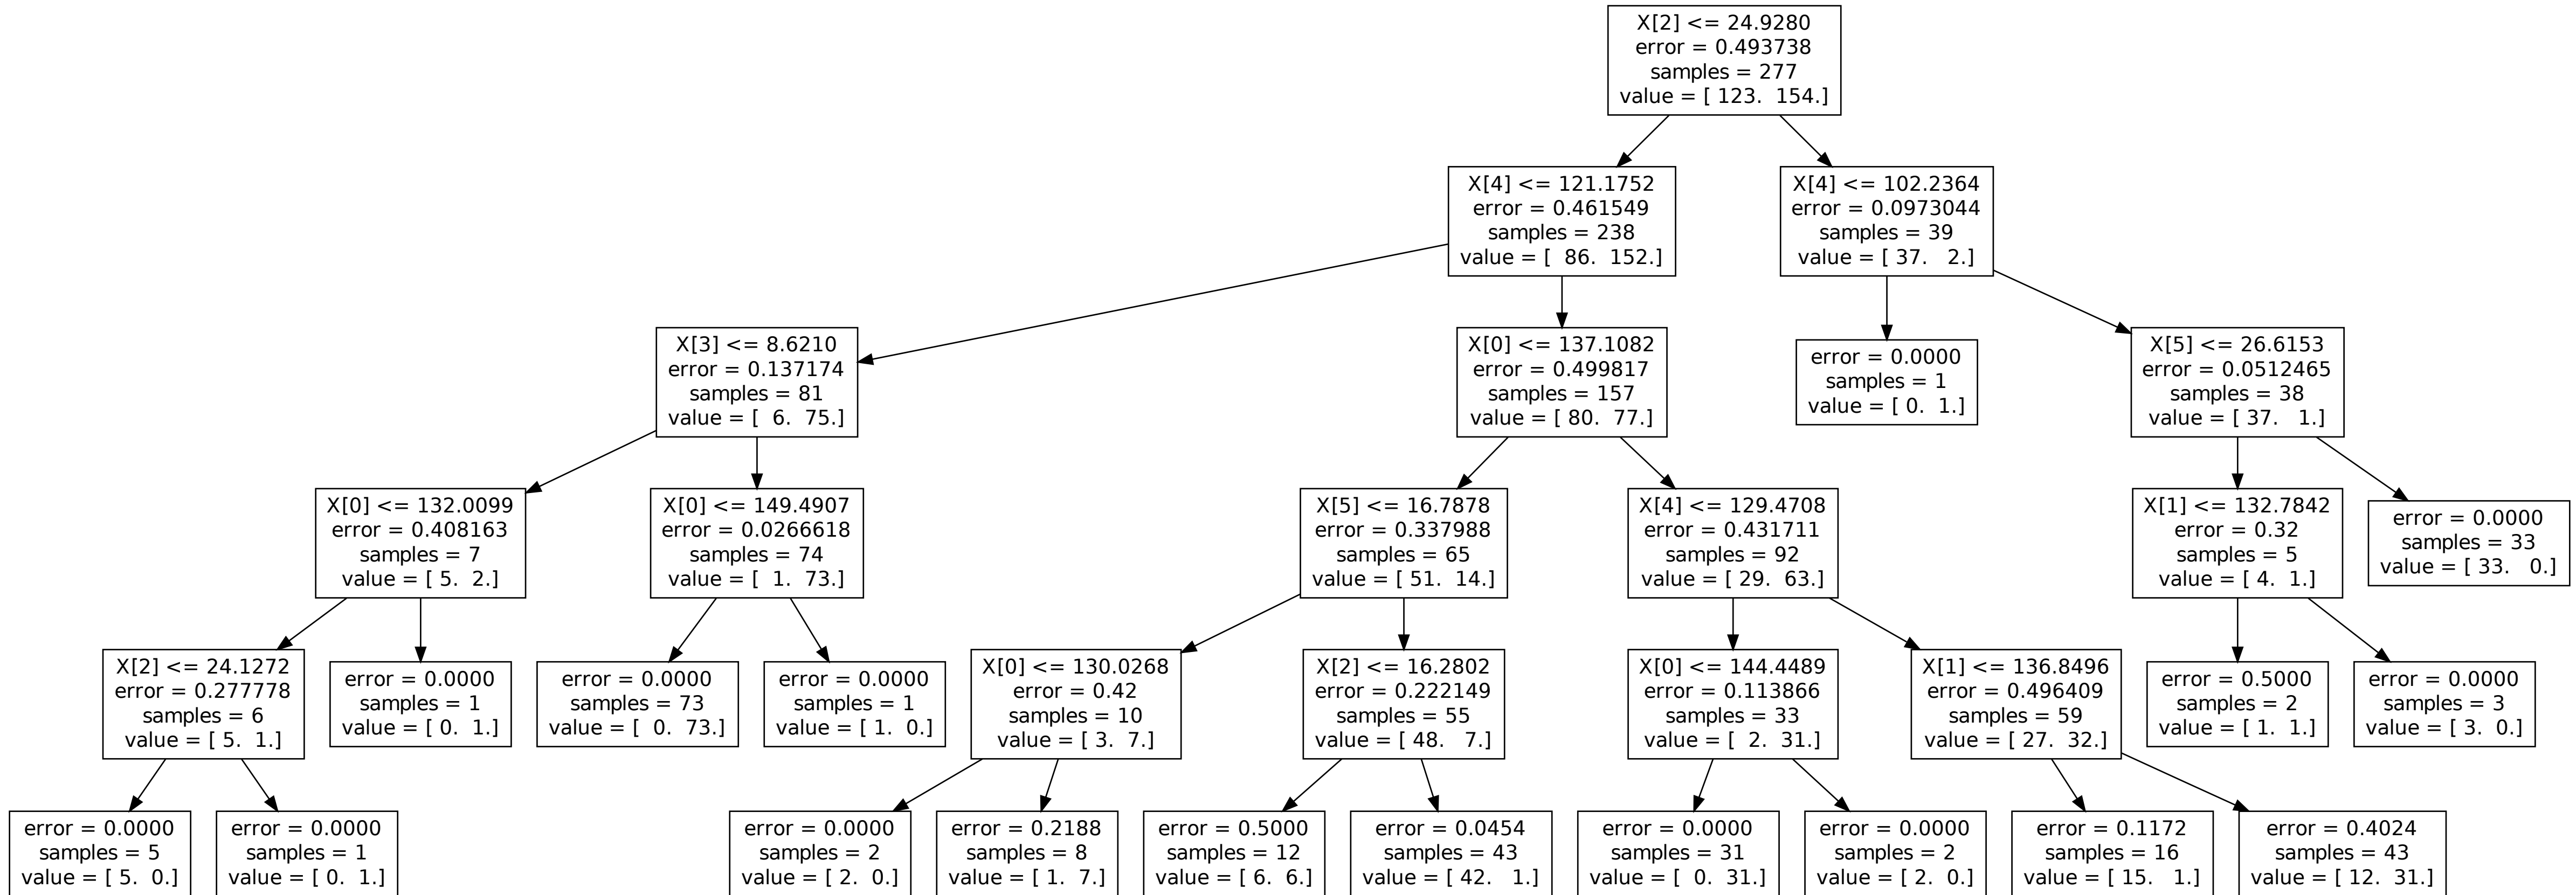 X[2] <= 24.9280
error = 0.493738
samples = 277
value = [ 123.  154.]
X[4] <= 121.1752
error = 0.461549
samples = 238
value = [  86.  152.]
X[4] <= 102.2364
error = 0.0973044
samples = 39
value = [ 37.   2.]
X[3] <= 8.6210
error = 0.137174
samples = 81
value = [  6.  75.]
X[0] <= 137.1082
error = 0.499817
samples = 157
value = [ 80.  77.]
error = 0.0000
samples = 1
value = [ 0.  1.]
X[5] <= 26.6153
error = 0.0512465
samples = 38
value = [ 37.   1.]
X[0] <= 132.0099
error = 0.408163
samples = 7
value = [ 5.  2.]
X[0] <= 149.4907
error = 0.0266618
samples = 74
value = [  1.  73.]
X[5] <= 16.7878
error = 0.337988
samples = 65
value = [ 51.  14.]
X[4] <= 129.4708
error = 0.431711
samples = 92
value = [ 29.  63.]
X[1] <= 132.7842
error = 0.32
samples = 5
value = [ 4.  1.]
error = 0.0000
samples = 33
value = [ 33.   0.]
X[2] <= 24.1272
error = 0.277778
samples = 6
value = [ 5.  1.]
error = 0.0000
samples = 1
value = [ 0.  1.]
error = 0.0000
samples = 73
value = [  0.  73.]
error = 0.0000
samples = 1
value = [ 1.  0.]
X[0] <= 130.0268
error = 0.42
samples = 10
value = [ 3.  7.]
X[2] <= 16.2802
error = 0.222149
samples = 55
value = [ 48.   7.]
X[0] <= 144.4489
error = 0.113866
samples = 33
value = [  2.  31.]
X[1] <= 136.8496
error = 0.496409
samples = 59
value = [ 27.  32.]
error = 0.5000
samples = 2
value = [ 1.  1.]
error = 0.0000
samples = 3
value = [ 3.  0.]
error = 0.0000
samples = 5
value = [ 5.  0.]
error = 0.0000
samples = 1
value = [ 0.  1.]
error = 0.0000
samples = 2
value = [ 2.  0.]
error = 0.2188
samples = 8
value = [ 1.  7.]
error = 0.5000
samples = 12
value = [ 6.  6.]
error = 0.0454
samples = 43
value = [ 42.   1.]
error = 0.0000
samples = 31
value = [  0.  31.]
error = 0.0000
samples = 2
value = [ 2.  0.]
error = 0.1172
samples = 16
value = [ 15.   1.]
error = 0.4024
samples = 43
value = [ 12.  31.]